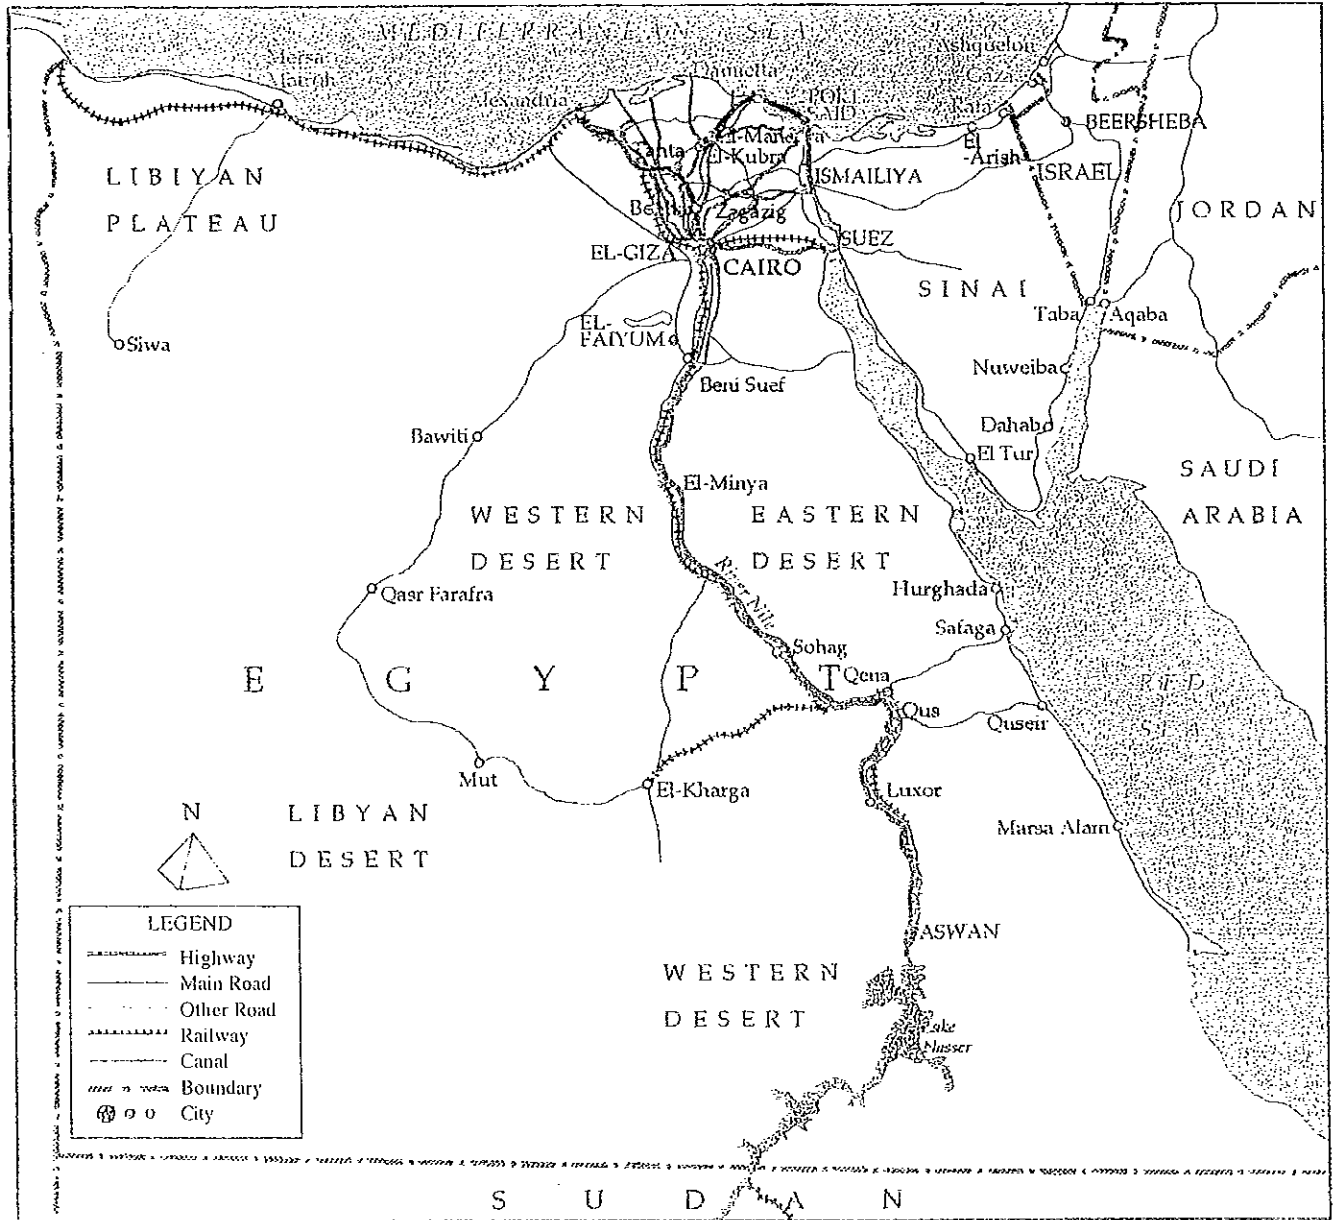 MEDITERRANEAN SEA
Ashquelon
Mersa
Matruh
Damietta
Gaza
Alexandria
PORT
SAID
Rafa
BEERSHEBA
El-Kubra
Tanta
El
-Arish
ISRAEL
LIBIYAN
PLATEAU
ISMAILIYA
Zagazig
JORDAN
SUEZ
EL-GIZA
CAIRO
SINAI
Taba
Aqaba
EL-
FAIYUM
Siwa
Nuweiba
Beni Suef
Dahab
Bawiti
El Tur
SAUDI
ARABIA
El-Minya
WESTERN
DESERT
EASTERN
DESERT
River Nile
Qasr Farafra
Hurghada
Safaga
Sohag
EGYPT
Qena
RED
SEA
Qus
Quseir
Mut
El-Kharga
Luxor
N
LIBYAN
DESERT
Marsa Alam
LEGEND
Highway
Main Road
Other Road
Railway
Canal
Boundary
City
ASWAN
WESTERN
DESERT
Lake
Nasser
SUDAN